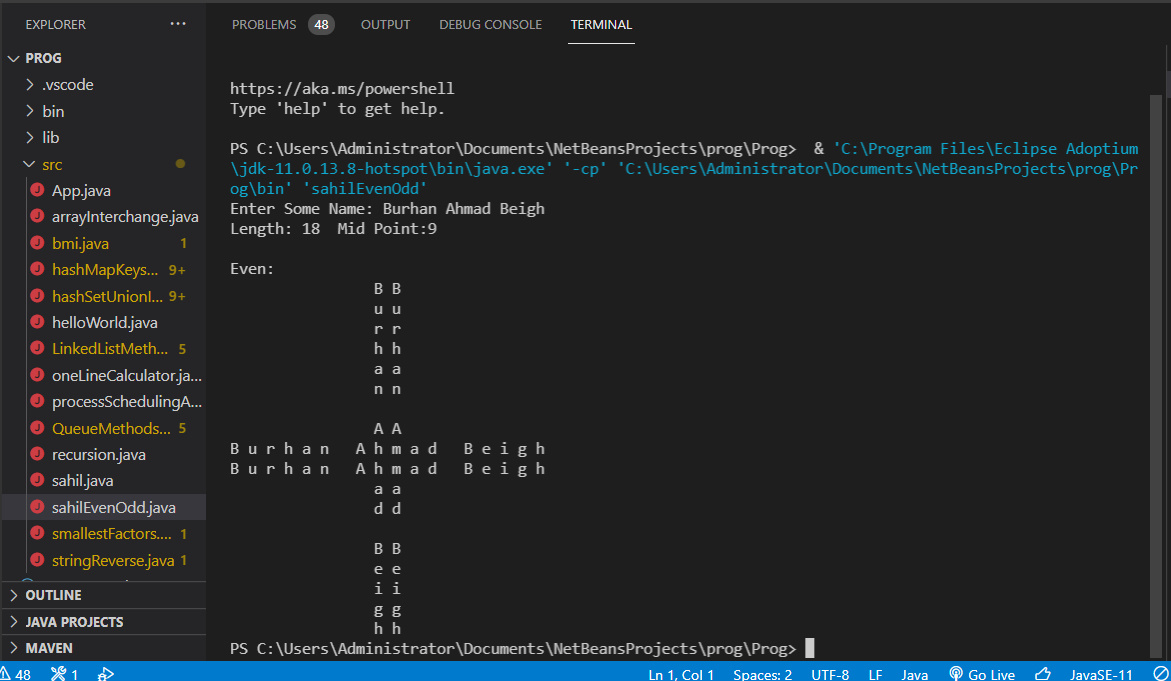 EXPLORER ...
PROG
.vscode
bin
lib
src
App.java
arrayInterchange.java
bmi.java 1
hashMapKeys... 9+
hashSetUnionI... 9+
helloWorld.java
LinkedListMeth... 5
oneLineCalculator.ja...
processSchedulingA...
QueueMethods... 5
recursion.java
sahil.java
sahilEvenOdd.java
smallestFactors.... 1
stringReverse.java 1
OUTLINE
JAVA PROJECTS
MAVEN
PROBLEMS 48 OUTPUT DEBUG CONSOLE TERMINAL
https://aka.ms/powershell
Type 'help' to get help.
PS C:\Users\Administrator\Documents\NetBeansProjects\prog\Prog>  & 'C:\Program Files\Eclipse Adoptium
\jdk-11.0.13.8-hotspot\bin\java.exe' '-cp' 'C:\Users\Administrator\Documents\NetBeansProjects\prog\Pr
og\bin' 'sahilEvenOdd'
Enter Some Name: Burhan Ahmad Beigh
Length: 18  Mid Point:9
Even:
B B
u u
r r
h h
a a
n n
A A
B u r h a n   A h m a d   B e i g h
B u r h a n   A h m a d   B e i g h
a a
d d
B B
e e
i i
g g
h h
PS C:\Users\Administrator\Documents\NetBeansProjects\prog\Prog>
48 1 Ln 1, Col 1 Spaces: 2 UTF-8 LF Java Go Live JavaSE-11